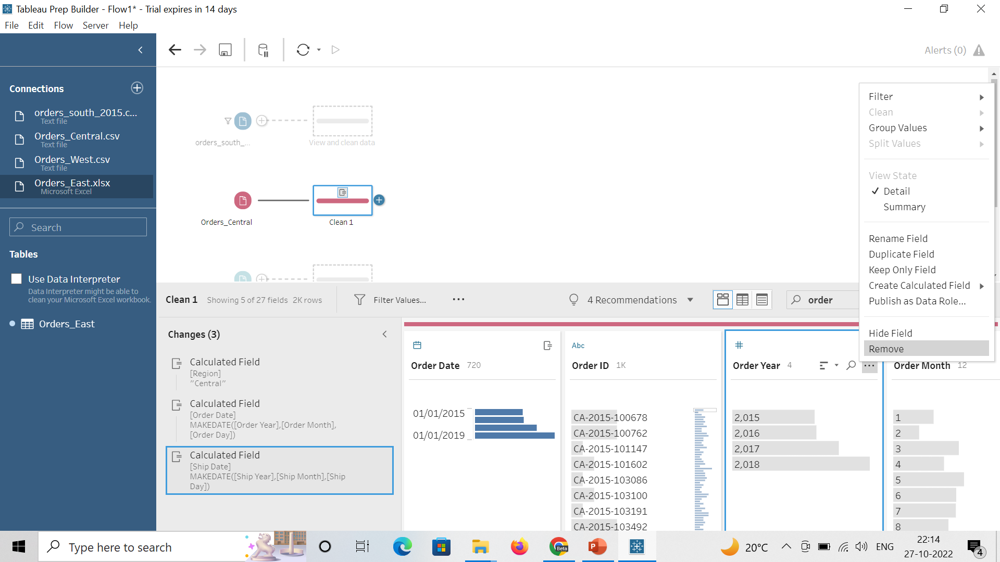 Tableau Prep Builder - Flow1* - Trial expires in 14 days
File Edit Flow Server Help
Alerts (0)
Connections
orders_south_2015.c...
Text file
Orders_Central.csv
Text file
Orders_West.csv
Text file
Orders_East.xlsx
Microsoft Excel
Search
Tables
Use Data Interpreter
Data Interpreter might be able to
clean your Microsoft Excel workbook.
Orders_East
orders_south_...
View and clean data
Orders_Central
Clean 1
Filter
Clean
Group Values
Split Values
View State
✓ Detail
Summary
Rename Field
Duplicate Field
Keep Only Field
Create Calculated Field
Publish as Data Role...
Hide Field
Remove
Clean 1 Showing 5 of 27 fields 2K rows
Filter Values...
4 Recommendations
order
Changes (3)
Calculated Field
[Region]
"Central"
Calculated Field
[Order Date]
MAKEDATE([Order Year],[Order Month],
[Order Day])
Calculated Field
[Ship Date]
MAKEDATE([Ship Year],[Ship Month],[Ship
Day])
Order Date 720
01/01/2015
01/01/2019
Abc
Order ID 1K
CA-2015-100678
CA-2015-100762
CA-2015-101147
CA-2015-101602
CA-2015-103086
CA-2015-103100
CA-2015-103191
CA-2015-103492
#
Order Year 4
2,015
2,016
2,017
2,018
Order Month 12
1
2
3
4
5
6
7
8
Type here to search
Beta
P
20°C
ENG
22:14
27-10-2022
4